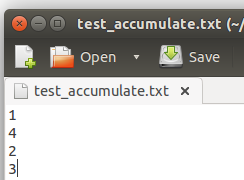 test_accumulate.txt (~/
Open
Save
test_accumulate.txt
1
4
2
3